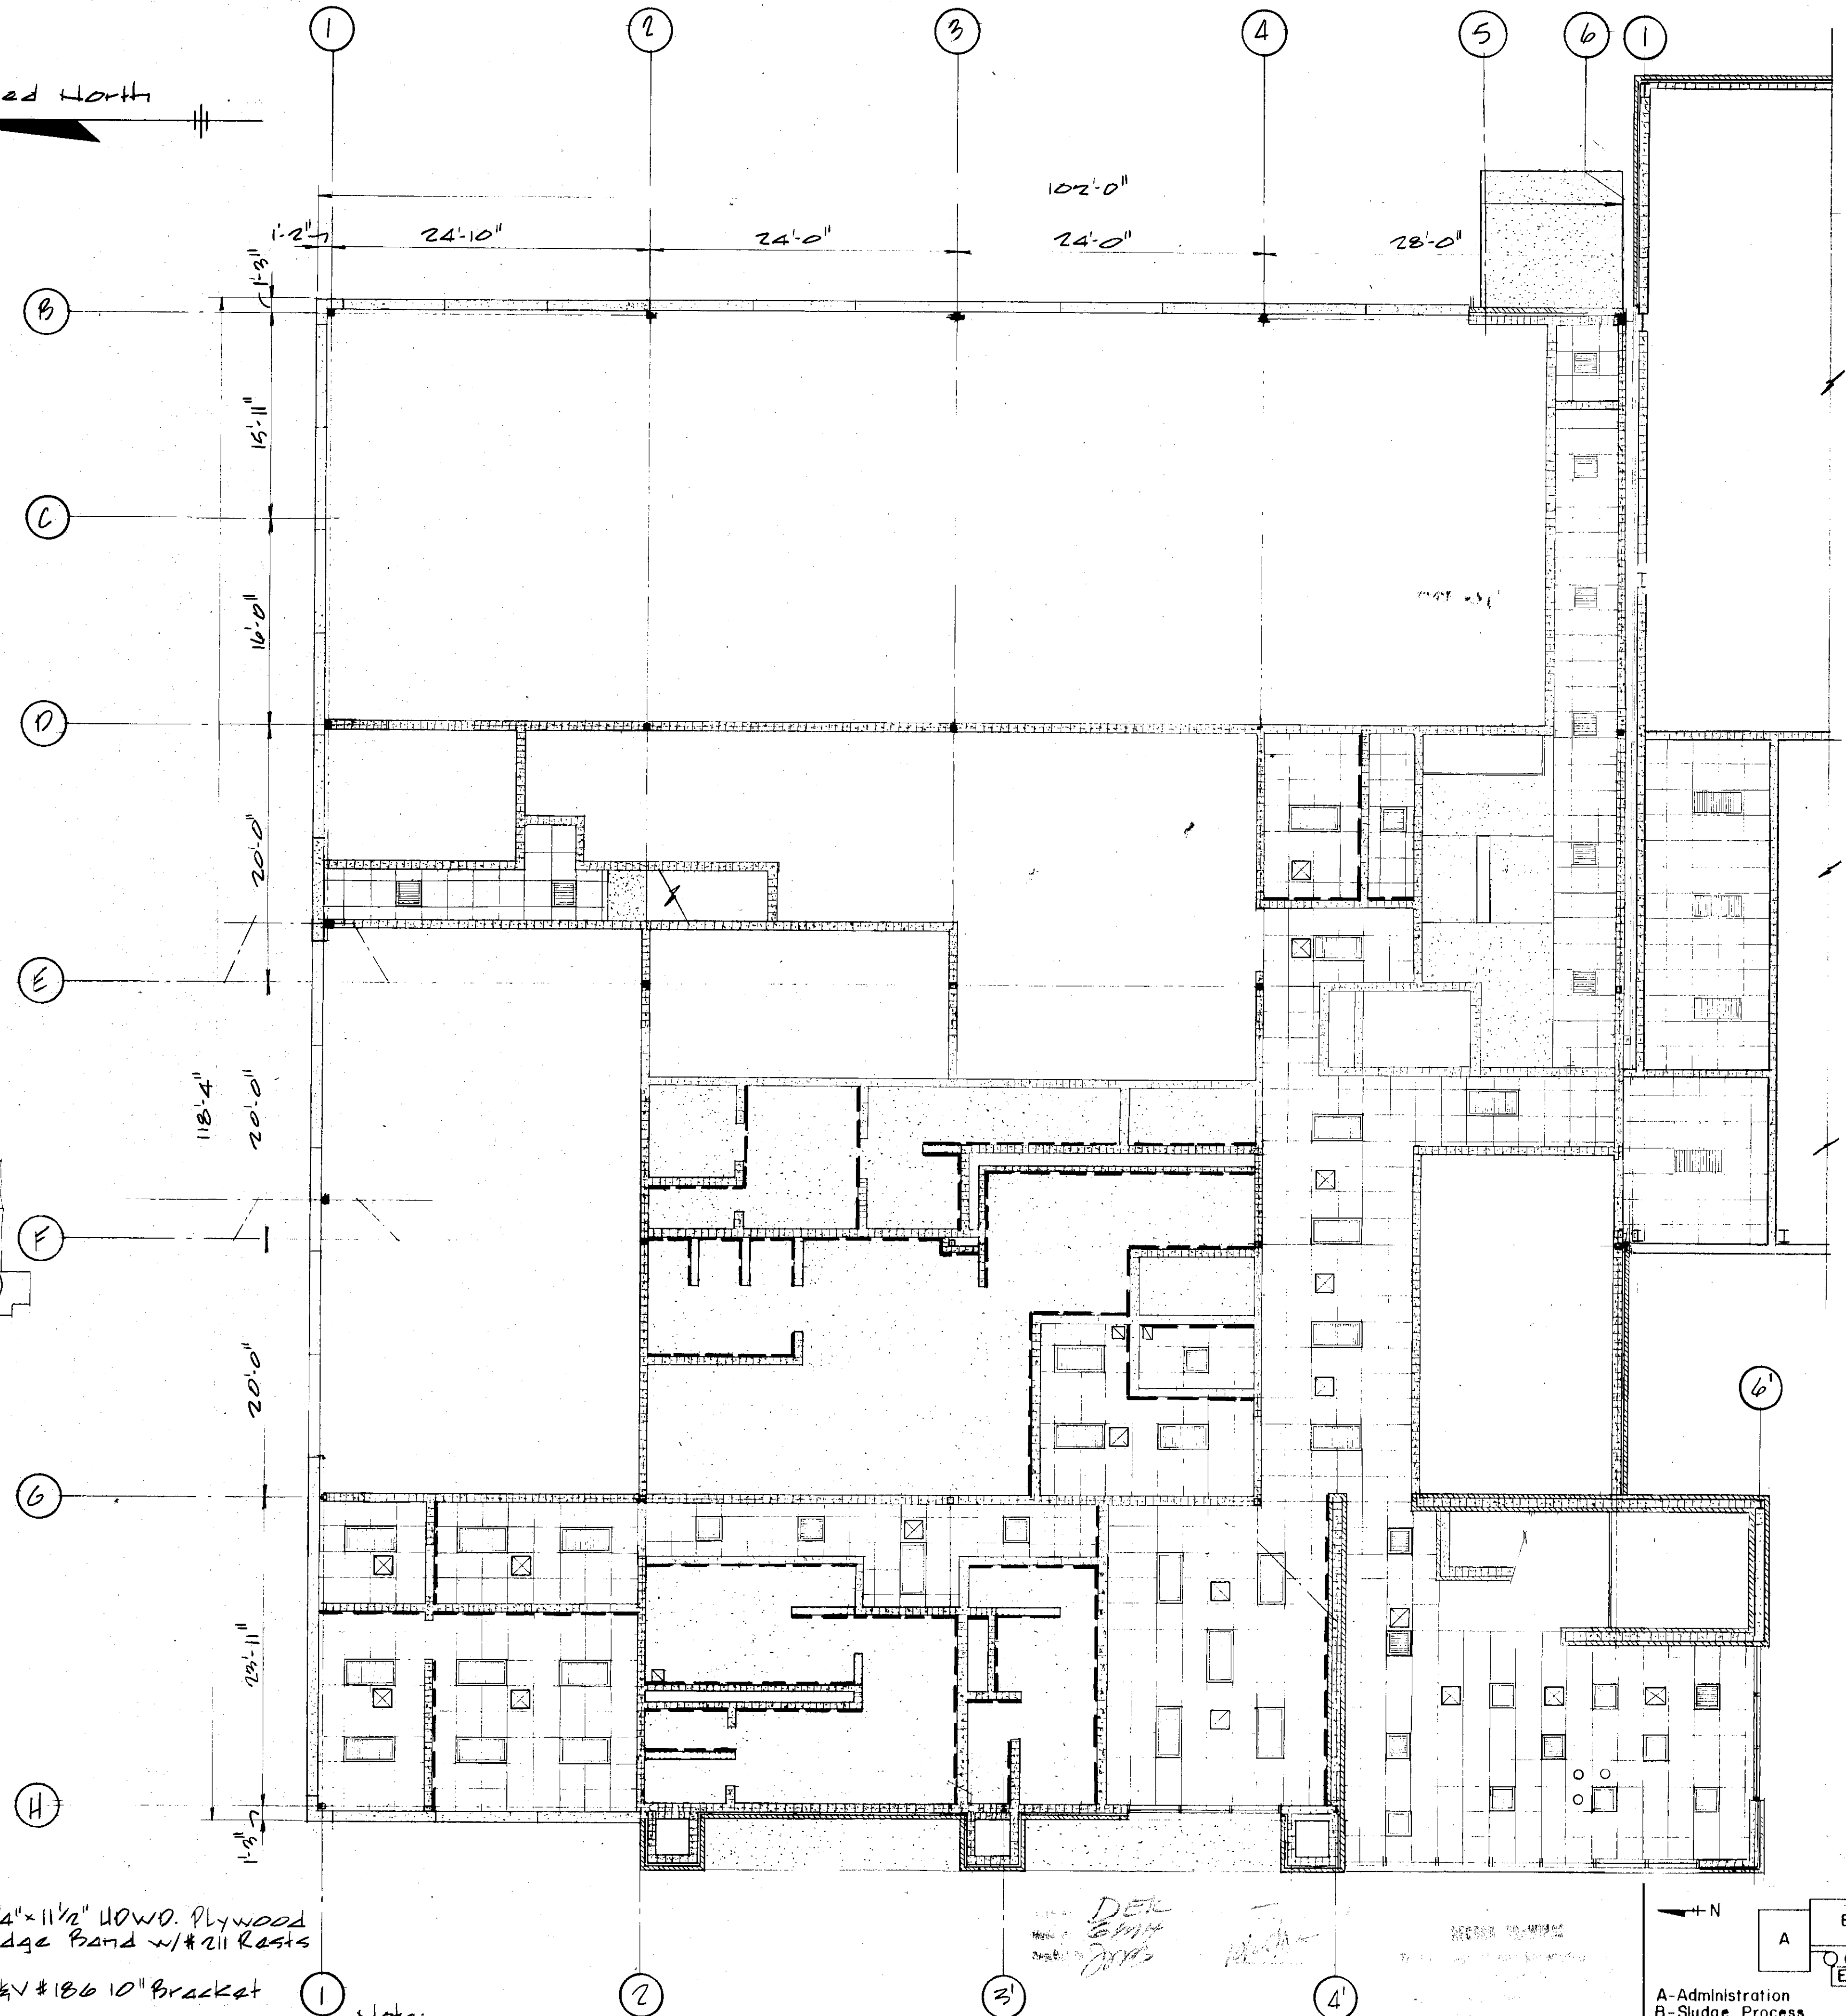 1 2 3 4 5 6 1
ed North
102'-0"
1'-2" 24'-10" 24'-0" 24'-0" 28'-0"
1'-3"
B
15'-11"
C
16'-0"
D
20'-0"
E
118'-4"
20'-0"
F
20'-0"
6'
G
23'-11"
H
1'-3"
4"x11½" HDWD. Plywood
dge Band w/#211 Rests
&V #186 10" Bracket
DEK
N
A
E
1 2 3' 4'
Note:
A-Administration
B-Sludge Process